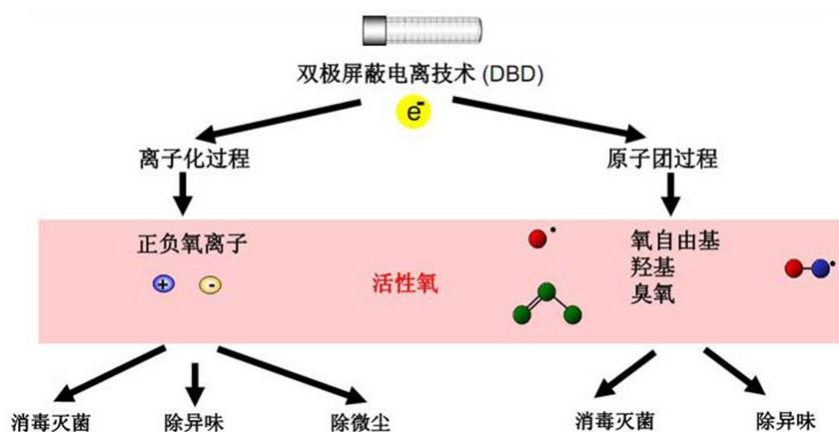 双极屏蔽电离技术 (DBD)
e-
离子化过程
原子团过程
正负氧离子
+
-
活性氧
氧自由基
羟基
臭氧
消毒灭菌
除异味
除微尘
消毒灭菌
除异味